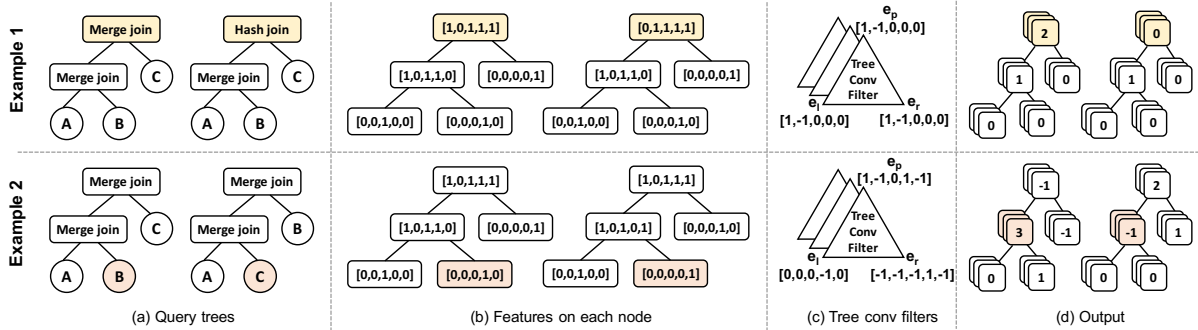 Example 1
Merge join
Hash join
Merge join
C
Merge join
C
A
B
A
B
[1,0,1,1,1]
[0,1,1,1,1]
[1,0,1,1,0]
[0,0,0,0,1]
[1,0,1,1,0]
[0,0,0,0,1]
[0,0,1,0,0]
[0,0,0,1,0]
[0,0,1,0,0]
[0,0,0,1,0]
e_p
[1,-1,0,0,0]
Tree
Conv
Filter
e_l
e_r
[1,-1,0,0,0]
[1,-1,0,0,0]
2
0
1
0
1
0
0
0
0
0
Example 2
Merge join
Merge join
Merge join
C
Merge join
B
A
B
A
C
[1,0,1,1,1]
[1,0,1,1,1]
[1,0,1,1,0]
[0,0,0,0,1]
[1,0,1,0,1]
[0,0,0,1,0]
[0,0,1,0,0]
[0,0,0,1,0]
[0,0,1,0,0]
[0,0,0,0,1]
e_p
[1,-1,0,1,-1]
Tree
Conv
Filter
e_l
e_r
[0,0,0,-1,0]
[-1,-1,-1,1,-1]
-1
2
3
-1
-1
1
0
1
0
0
(a) Query trees
(b) Features on each node
(c) Tree conv filters
(d) Output